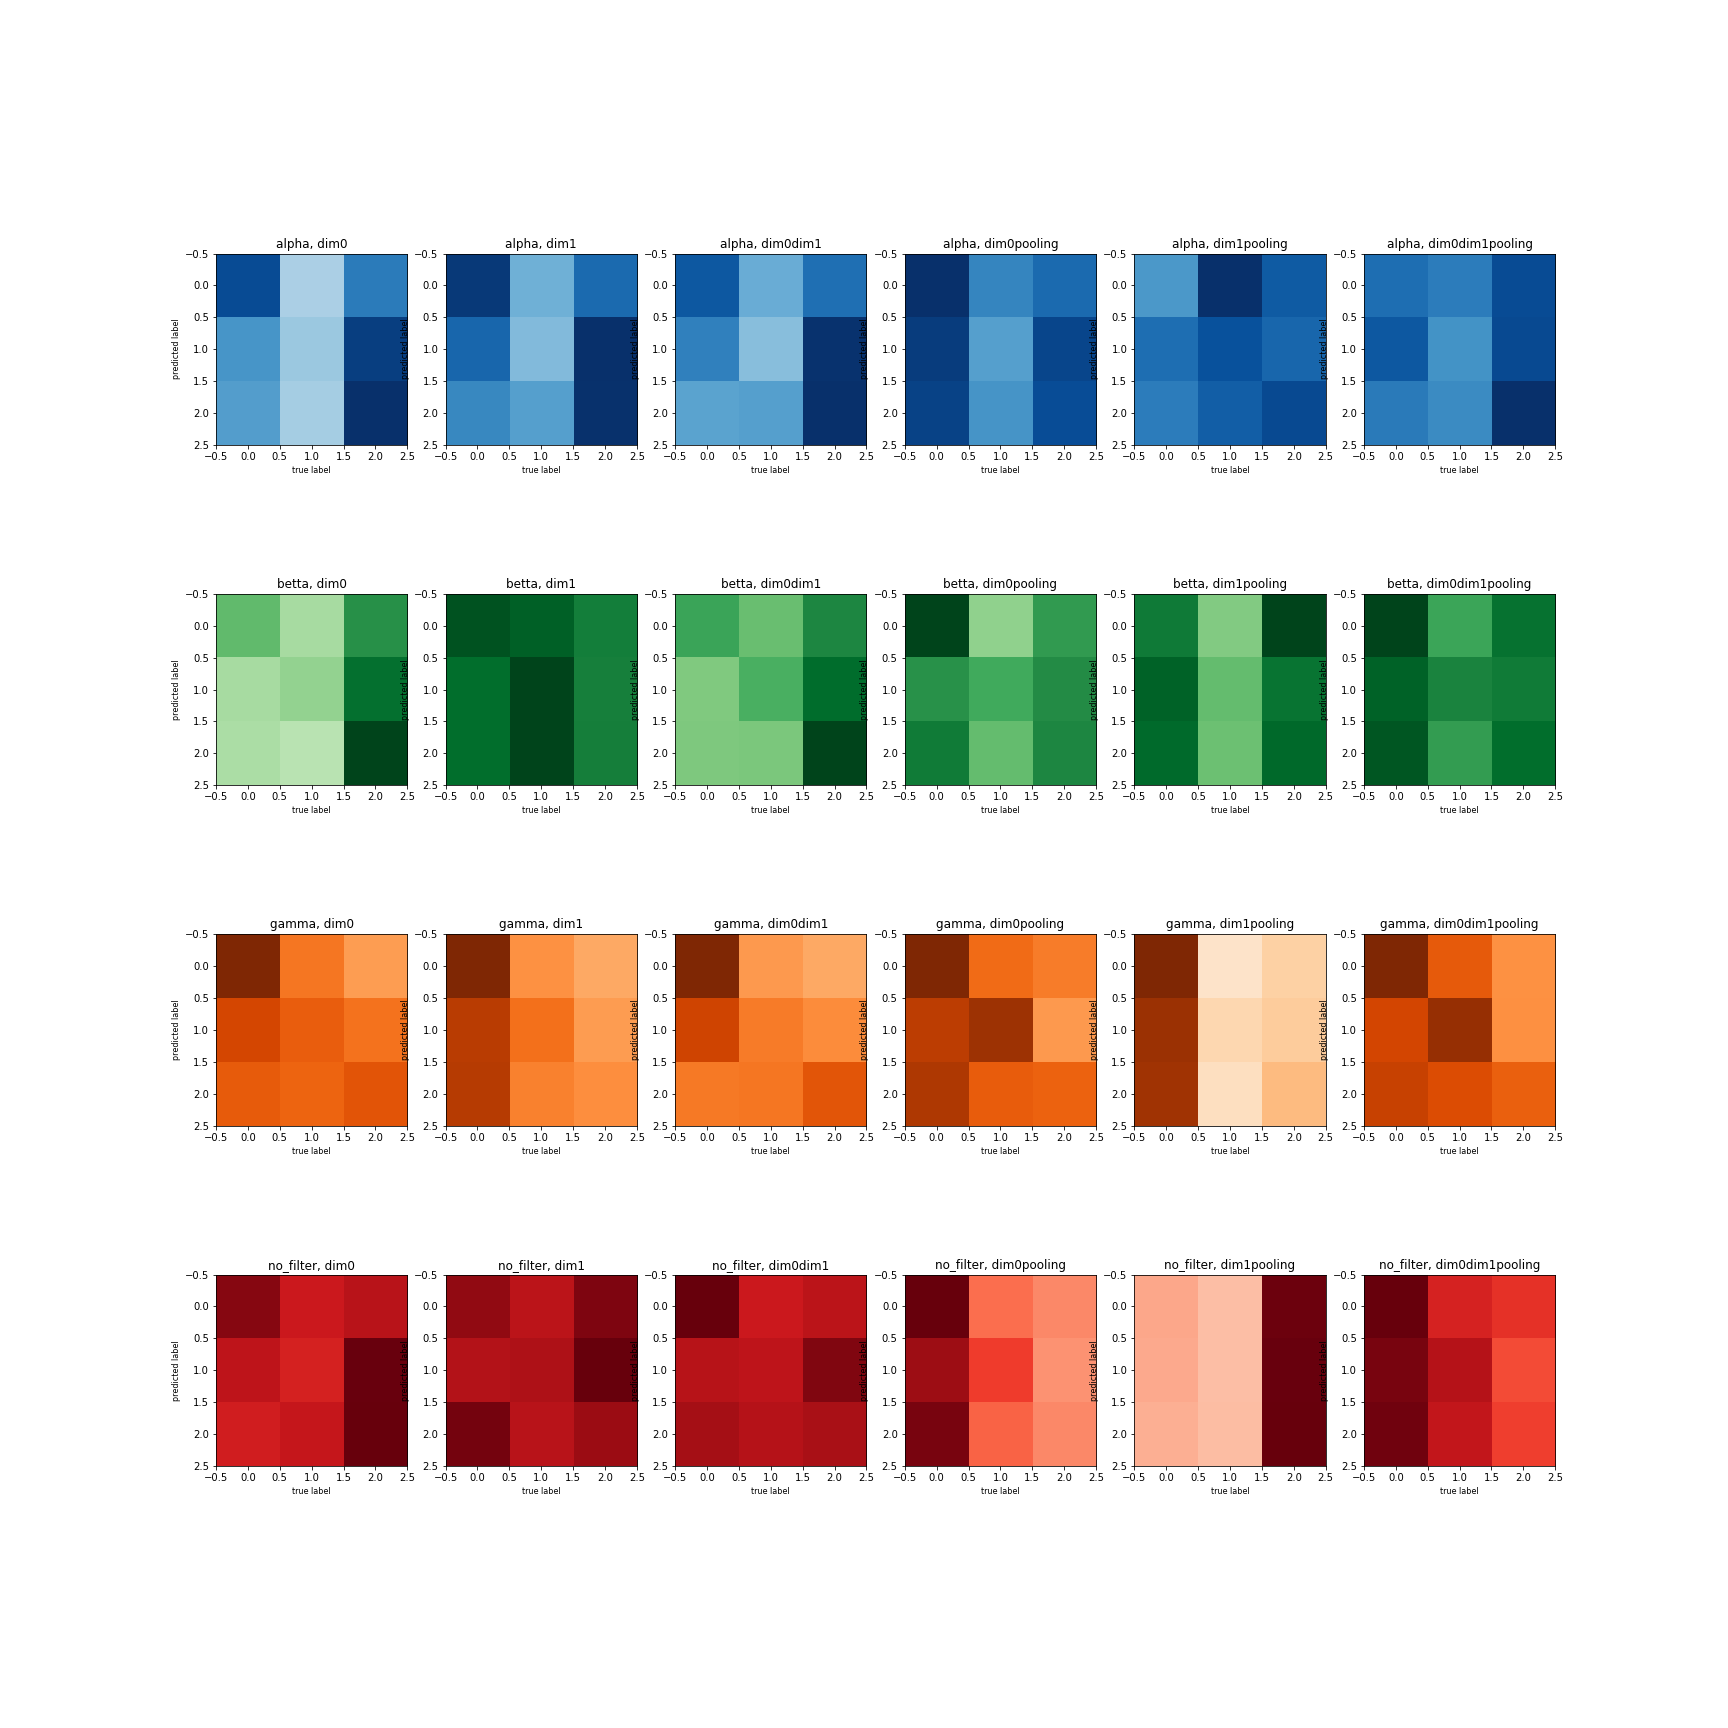 alpha, dim0 alpha, dim1 alpha, dim0dim1 alpha, dim0pooling alpha, dim1pooling alpha, dim0dim1pooling
−0.5 −0.5 −0.5 −0.5 −0.5 −0.5
0.0 0.0 0.0 0.0 0.0 0.0
0.5 0.5 0.5 0.5 0.5 0.5
predicted label predicted label predicted label predicted label predicted label predicted label
1.0 1.0 1.0 1.0 1.0 1.0
1.5 1.5 1.5 1.5 1.5 1.5
2.0 2.0 2.0 2.0 2.0 2.0
2.5 2.5 2.5 2.5 2.5 2.5
−0.5 0.0 0.5 1.0 1.5 2.0 2.5 −0.5 0.0 0.5 1.0 1.5 2.0 2.5 −0.5 0.0 0.5 1.0 1.5 2.0 2.5 −0.5 0.0 0.5 1.0 1.5 2.0 2.5 −0.5 0.0 0.5 1.0 1.5 2.0 2.5 −0.5 0.0 0.5 1.0 1.5 2.0 2.5
true label true label true label true label true label true label
betta, dim0 betta, dim1 betta, dim0dim1 betta, dim0pooling betta, dim1pooling betta, dim0dim1pooling
−0.5 −0.5 −0.5 −0.5 −0.5 −0.5
0.0 0.0 0.0 0.0 0.0 0.0
0.5 0.5 0.5 0.5 0.5 0.5
predicted label predicted label predicted label predicted label predicted label predicted label
1.0 1.0 1.0 1.0 1.0 1.0
1.5 1.5 1.5 1.5 1.5 1.5
2.0 2.0 2.0 2.0 2.0 2.0
2.5 2.5 2.5 2.5 2.5 2.5
−0.5 0.0 0.5 1.0 1.5 2.0 2.5 −0.5 0.0 0.5 1.0 1.5 2.0 2.5 −0.5 0.0 0.5 1.0 1.5 2.0 2.5 −0.5 0.0 0.5 1.0 1.5 2.0 2.5 −0.5 0.0 0.5 1.0 1.5 2.0 2.5 −0.5 0.0 0.5 1.0 1.5 2.0 2.5
true label true label true label true label true label true label
gamma, dim0 gamma, dim1 gamma, dim0dim1 gamma, dim0pooling gamma, dim1pooling gamma, dim0dim1pooling
−0.5 −0.5 −0.5 −0.5 −0.5 −0.5
0.0 0.0 0.0 0.0 0.0 0.0
0.5 0.5 0.5 0.5 0.5 0.5
predicted label predicted label predicted label predicted label predicted label predicted label
1.0 1.0 1.0 1.0 1.0 1.0
1.5 1.5 1.5 1.5 1.5 1.5
2.0 2.0 2.0 2.0 2.0 2.0
2.5 2.5 2.5 2.5 2.5 2.5
−0.5 0.0 0.5 1.0 1.5 2.0 2.5 −0.5 0.0 0.5 1.0 1.5 2.0 2.5 −0.5 0.0 0.5 1.0 1.5 2.0 2.5 −0.5 0.0 0.5 1.0 1.5 2.0 2.5 −0.5 0.0 0.5 1.0 1.5 2.0 2.5 −0.5 0.0 0.5 1.0 1.5 2.0 2.5
true label true label true label true label true label true label
no_filter, dim0 no_filter, dim1 no_filter, dim0dim1 no_filter, dim0pooling no_filter, dim1pooling no_filter, dim0dim1pooling
−0.5 −0.5 −0.5 −0.5 −0.5 −0.5
0.0 0.0 0.0 0.0 0.0 0.0
0.5 0.5 0.5 0.5 0.5 0.5
predicted label predicted label predicted label predicted label predicted label predicted label
1.0 1.0 1.0 1.0 1.0 1.0
1.5 1.5 1.5 1.5 1.5 1.5
2.0 2.0 2.0 2.0 2.0 2.0
2.5 2.5 2.5 2.5 2.5 2.5
−0.5 0.0 0.5 1.0 1.5 2.0 2.5 −0.5 0.0 0.5 1.0 1.5 2.0 2.5 −0.5 0.0 0.5 1.0 1.5 2.0 2.5 −0.5 0.0 0.5 1.0 1.5 2.0 2.5 −0.5 0.0 0.5 1.0 1.5 2.0 2.5 −0.5 0.0 0.5 1.0 1.5 2.0 2.5
true label true label true label true label true label true label